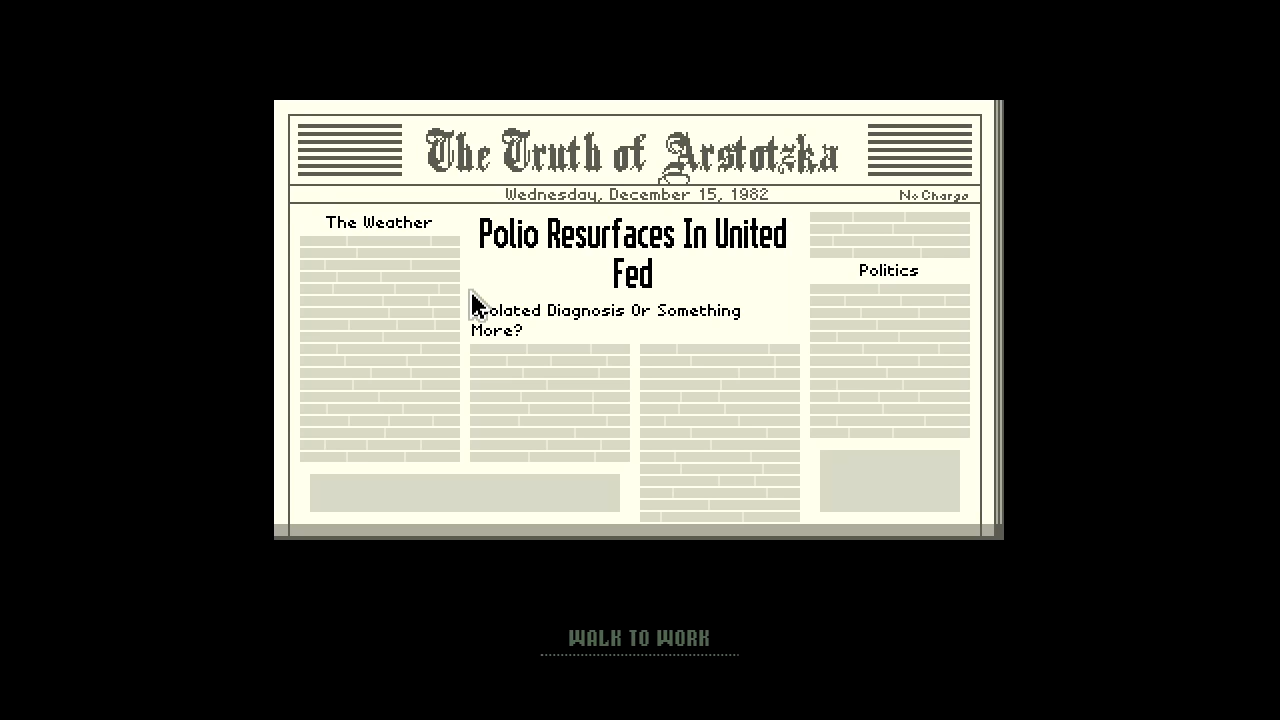 The Truth of Arstotzka
Wednesday, December 15, 1982
No Charge
The Weather
Polio Resurfaces In United
Fed
olated Diagnosis Or Something
More?
Politics
WALK TO WORK